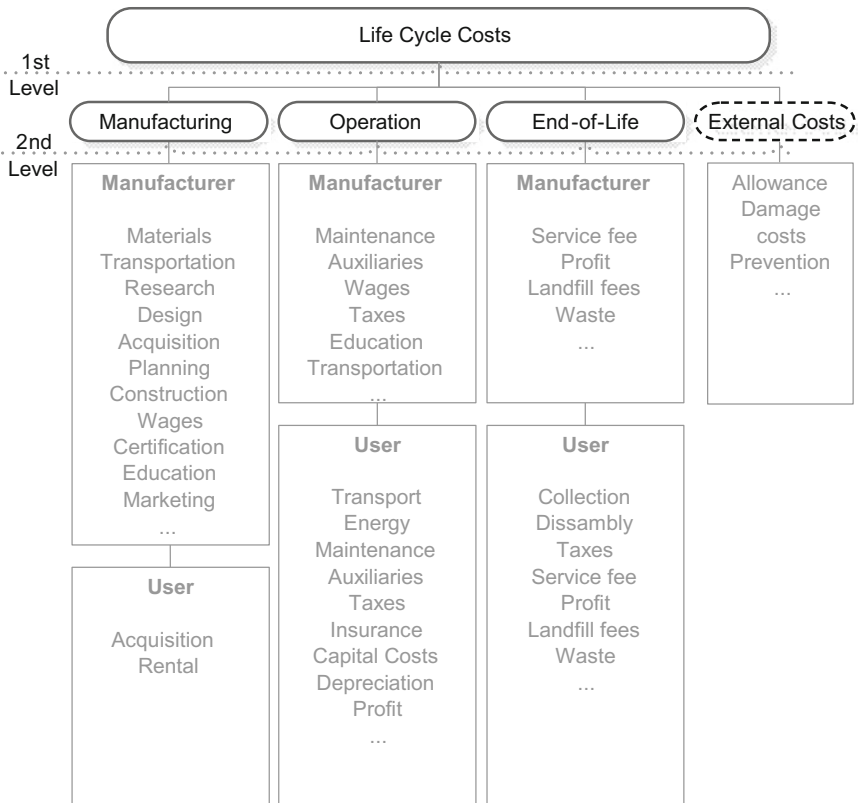 Life Cycle Costs
1st
Level
Manufacturing
Operation
End-of-Life
External Costs
2nd
Level
Manufacturer
Materials
Transportation
Research
Design
Acquisition
Planning
Construction
Wages
Certification
Education
Marketing
...
User
Acquisition
Rental
Manufacturer
Maintenance
Auxiliaries
Wages
Taxes
Education
Transportation
...
User
Transport
Energy
Maintenance
Auxiliaries
Taxes
Insurance
Capital Costs
Depreciation
Profit
...
Manufacturer
Service fee
Profit
Landfill fees
Waste
...
User
Collection
Dissambly
Taxes
Service fee
Profit
Landfill fees
Waste
...
Allowance
Damage
costs
Prevention
...